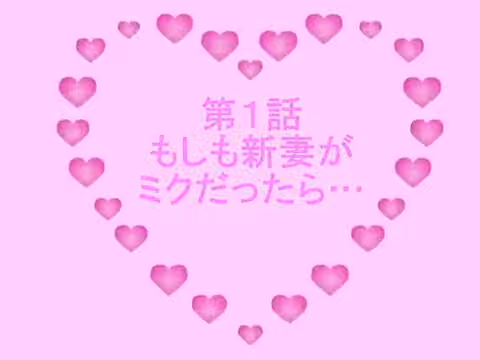 第１話
もしも新妻が
ミクだったら…